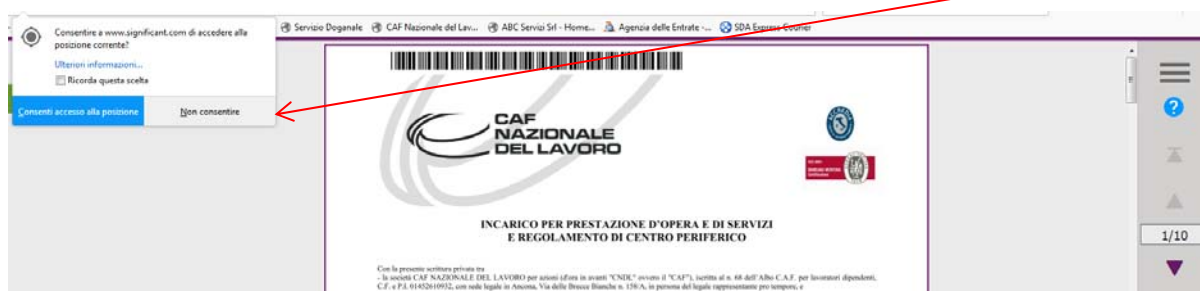 Consentire a www.significant.com di accedere alla
posizione corrente?
Ulteriori informazioni...
Ricorda questa scelta
Consenti accesso alla posizione
Non consentire
Servizio Doganale
CAF Nazionale del Lav...
ABC Servizi Srl - Home...
Agenzia delle Entrate -...
SDA Express Courier
CAF
NAZIONALE
DEL LAVORO
INCARICO PER PRESTAZIONE D'OPERA E DI SERVIZI
E REGOLAMENTO DI CENTRO PERIFERICO
Con la presente scrittura privata tra
- la società CAF NAZIONALE DEL LAVORO per azioni (d'ora in avanti "CNDL" ovvero il "CAF"), iscritta al n. 68 dell'Albo C.A.F. per lavoratori dipendenti,
C.F. e P.I. 01452610932, con sede legale in Ancona, Via delle Brecce Bianche n. 158/A, in persona del legale rappresentante pro tempore, e
?
1/10